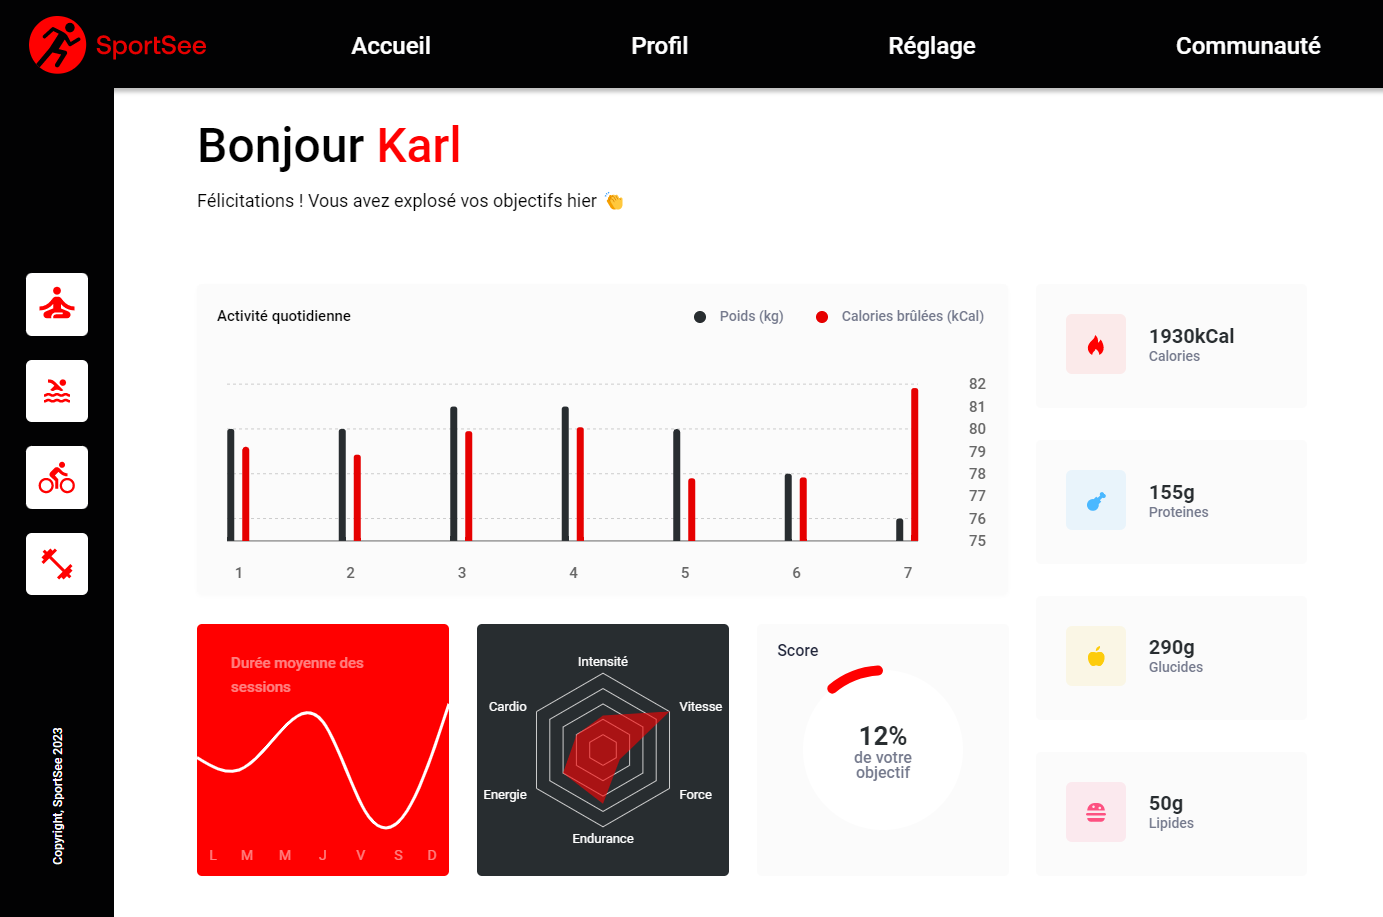 SportSee
Accueil
Profil
Réglage
Communauté
Bonjour Karl
Félicitations ! Vous avez explosé vos objectifs hier 👏
Activité quotidienne
Poids (kg)
Calories brûlées (kCal)
82
81
80
79
78
77
76
75
1
2
3
4
5
6
7
1930kCal
Calories
155g
Proteines
290g
Glucides
50g
Lipides
Durée moyenne des
sessions
L
M
M
J
V
S
D
Intensité
Vitesse
Force
Endurance
Energie
Cardio
Score
12%
de votre
objectif
Copyright, SportSee 2023